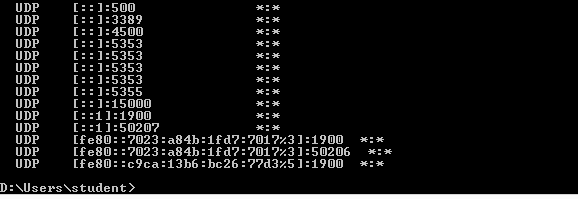 UDP [::]:500 *:*
UDP [::]:3389 *:*
UDP [::]:4500 *:*
UDP [::]:5353 *:*
UDP [::]:5353 *:*
UDP [::]:5353 *:*
UDP [::]:5353 *:*
UDP [::]:5355 *:*
UDP [::]:15000 *:*
UDP [::1]:1900 *:*
UDP [::1]:50207 *:*
UDP [fe80::7023:a84b:1fd7:7017%3]:1900 *:*
UDP [fe80::7023:a84b:1fd7:7017%3]:50206 *:*
UDP [fe80::c9ca:13b6:bc26:77d3%5]:1900 *:*
D:\Users\student>